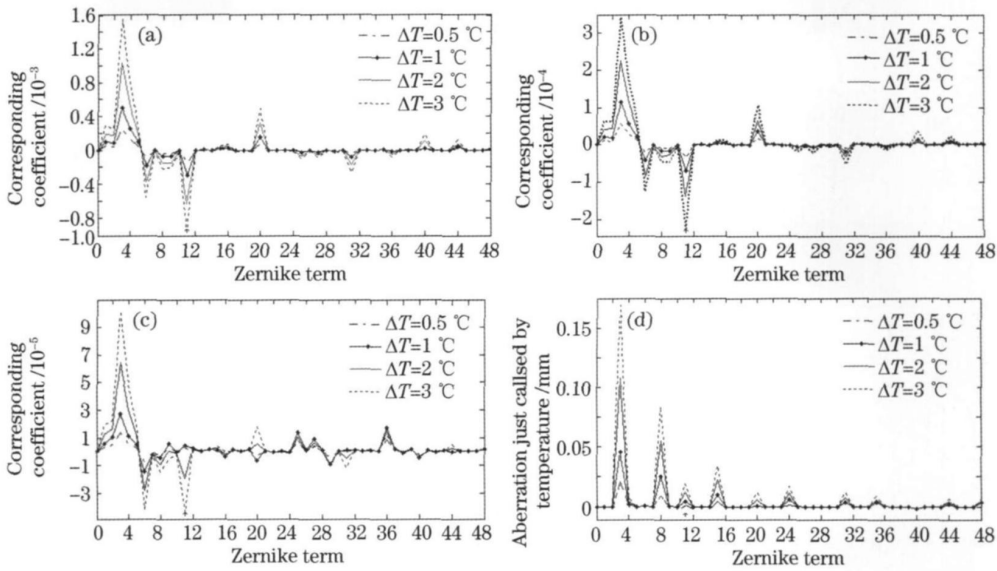 (a)
ΔT=0.5 ℃
ΔT=1 ℃
ΔT=2 ℃
ΔT=3 ℃
Corresponding
coefficient /10⁻³
1.6
1.2
0.8
0.4
0
−0.4
−0.8
−1.0
0 4 8 12 16 20 24 28 32 36 40 44 48
Zernike term
(b)
ΔT=0.5 ℃
ΔT=1 ℃
ΔT=2 ℃
ΔT=3 ℃
Corresponding
coefficient /10⁻⁴
3
2
1
0
−1
−2
0 4 8 12 16 20 24 28 32 36 40 44 48
Zernike term
(c)
ΔT=0.5 ℃
ΔT=1 ℃
ΔT=2 ℃
ΔT=3 ℃
Corresponding
coefficient /10⁻⁵
9
7
5
3
1
−1
−3
0 4 8 12 16 20 24 28 32 36 40 44 48
Zernike term
(d)
ΔT=0.5 ℃
ΔT=1 ℃
ΔT=2 ℃
ΔT=3 ℃
Aberration just callsed by
temperature /mm
0.15
0.10
0.05
0
0 4 8 12 16 20 24 28 32 36 40 44 48
Zernike term